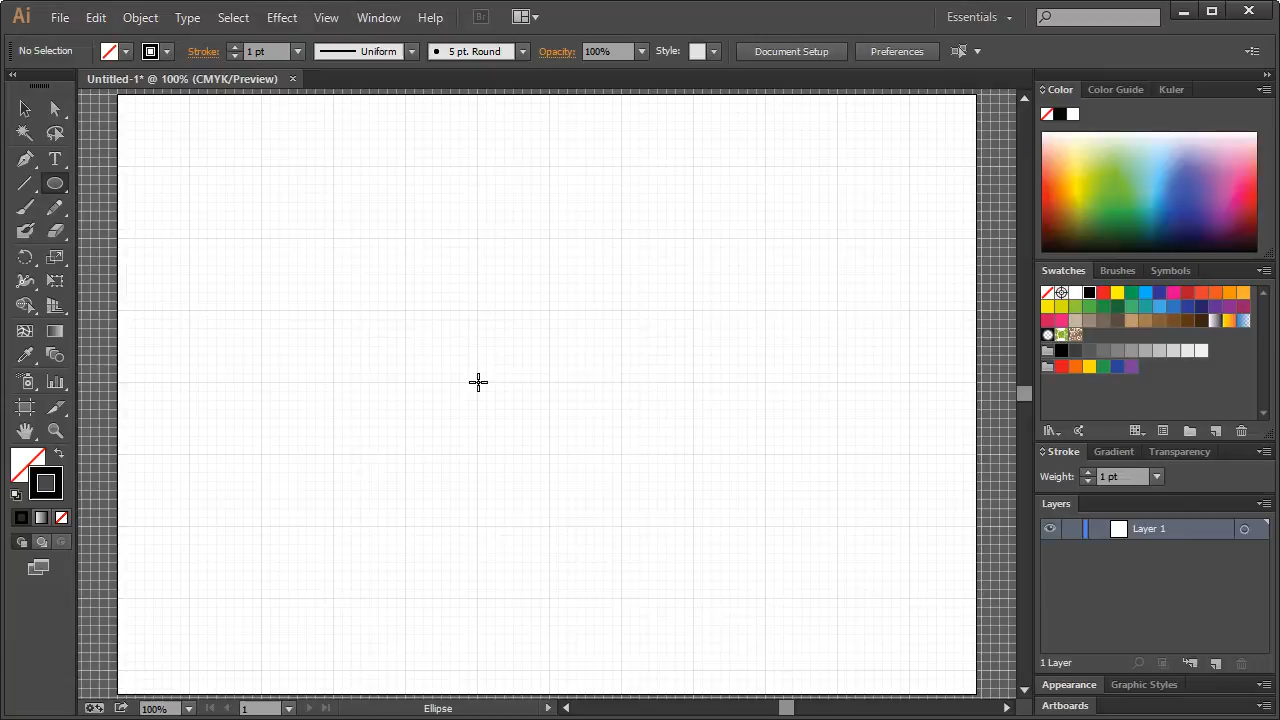 Ai File Edit Object Type Select Effect View Window Help Br Essentials
No Selection Stroke: 1 pt Uniform 5 pt. Round Opacity: 100% Style: Document Setup Preferences
Untitled-1* @ 100% (CMYK/Preview)
Color Color Guide Kuler
Swatches Brushes Symbols
Stroke Gradient Transparency
Weight: 1 pt
Layers
Layer 1
1 Layer
Appearance Graphic Styles
Artboards
100% 1 Ellipse